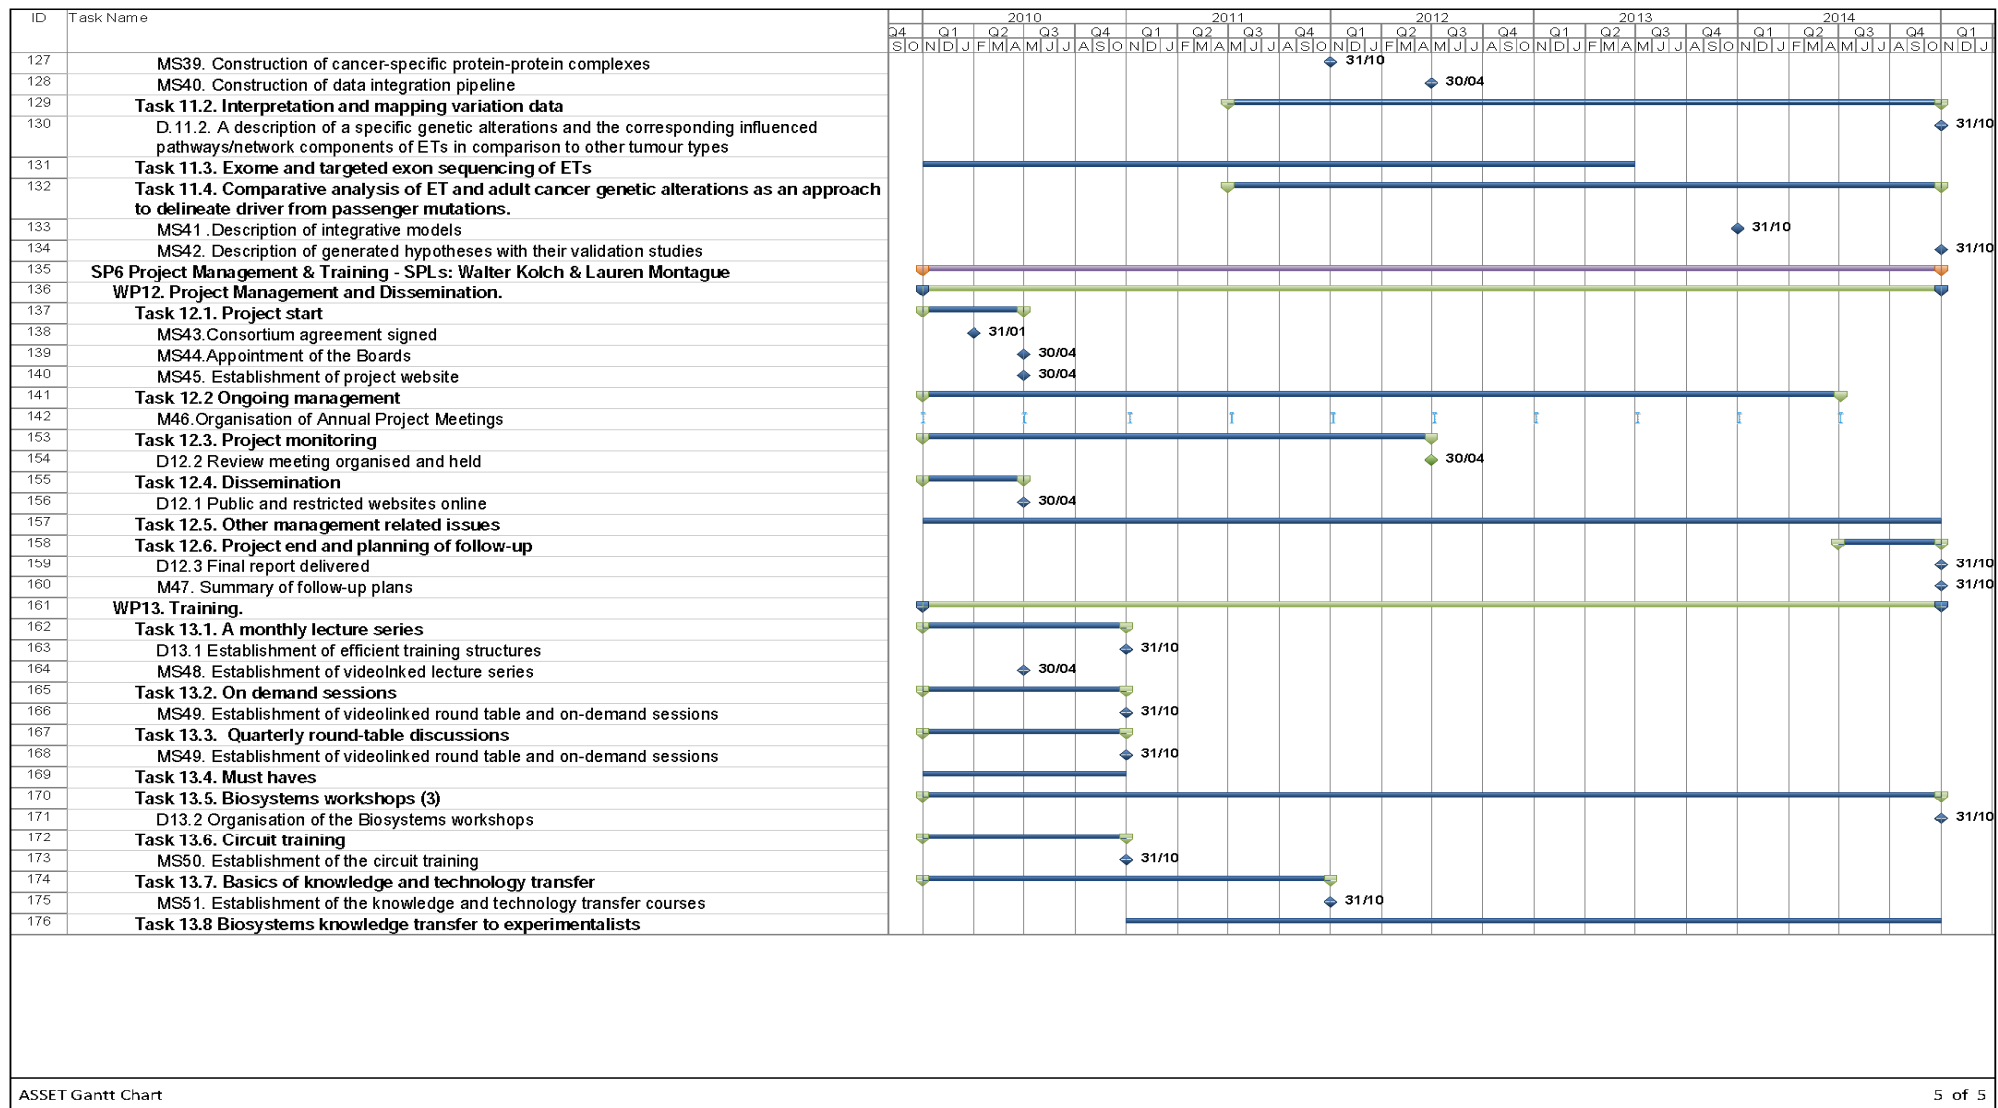 ID Task Name 2010 2011 2012 2013 2014
Q4 Q1 Q2 Q3 Q4 Q1 Q2 Q3 Q4 Q1 Q2 Q3 Q4 Q1 Q2 Q3 Q4 Q1 Q2 Q3 Q4 Q1
S O N D J F M A M J J A S O N D J F M A M J J A S O N D J F M A M J J A S O N D J F M A M J J A S O N D J F M A M J J A S O N D J
127 MS39. Construction of cancer-specific protein-protein complexes 31/10
128 MS40. Construction of data integration pipeline 30/04
129 Task 11.2. Interpretation and mapping variation data
130 D.11.2. A description of a specific genetic alterations and the corresponding influenced 31/10
pathways/network components of ETs in comparison to other tumour types
131 Task 11.3. Exome and targeted exon sequencing of ETs
132 Task 11.4. Comparative analysis of ET and adult cancer genetic alterations as an approach
to delineate driver from passenger mutations.
133 MS41 .Description of integrative models 31/10
134 MS42. Description of generated hypotheses with their validation studies 31/10
135 SP6 Project Management & Training - SPLs: Walter Kolch & Lauren Montague
136 WP12. Project Management and Dissemination.
137 Task 12.1. Project start
138 MS43.Consortium agreement signed 31/01
139 MS44.Appointment of the Boards 30/04
140 MS45. Establishment of project website 30/04
141 Task 12.2 Ongoing management
142 M46.Organisation of Annual Project Meetings
153 Task 12.3. Project monitoring
154 D12.2 Review meeting organised and held 30/04
155 Task 12.4. Dissemination
156 D12.1 Public and restricted websites online 30/04
157 Task 12.5. Other management related issues
158 Task 12.6. Project end and planning of follow-up
159 D12.3 Final report delivered 31/10
160 M47. Summary of follow-up plans 31/10
161 WP13. Training.
162 Task 13.1. A monthly lecture series
163 D13.1 Establishment of efficient training structures 31/10
164 MS48. Establishment of videolnked lecture series 30/04
165 Task 13.2. On demand sessions
166 MS49. Establishment of videolinked round table and on-demand sessions 31/10
167 Task 13.3. Quarterly round-table discussions
168 MS49. Establishment of videolinked round table and on-demand sessions 31/10
169 Task 13.4. Must haves
170 Task 13.5. Biosystems workshops (3)
171 D13.2 Organisation of the Biosystems workshops 31/10
172 Task 13.6. Circuit training
173 MS50. Establishment of the circuit training 31/10
174 Task 13.7. Basics of knowledge and technology transfer
175 MS51. Establishment of the knowledge and technology transfer courses 31/10
176 Task 13.8 Biosystems knowledge transfer to experimentalists
ASSET Gantt Chart 5 of 5